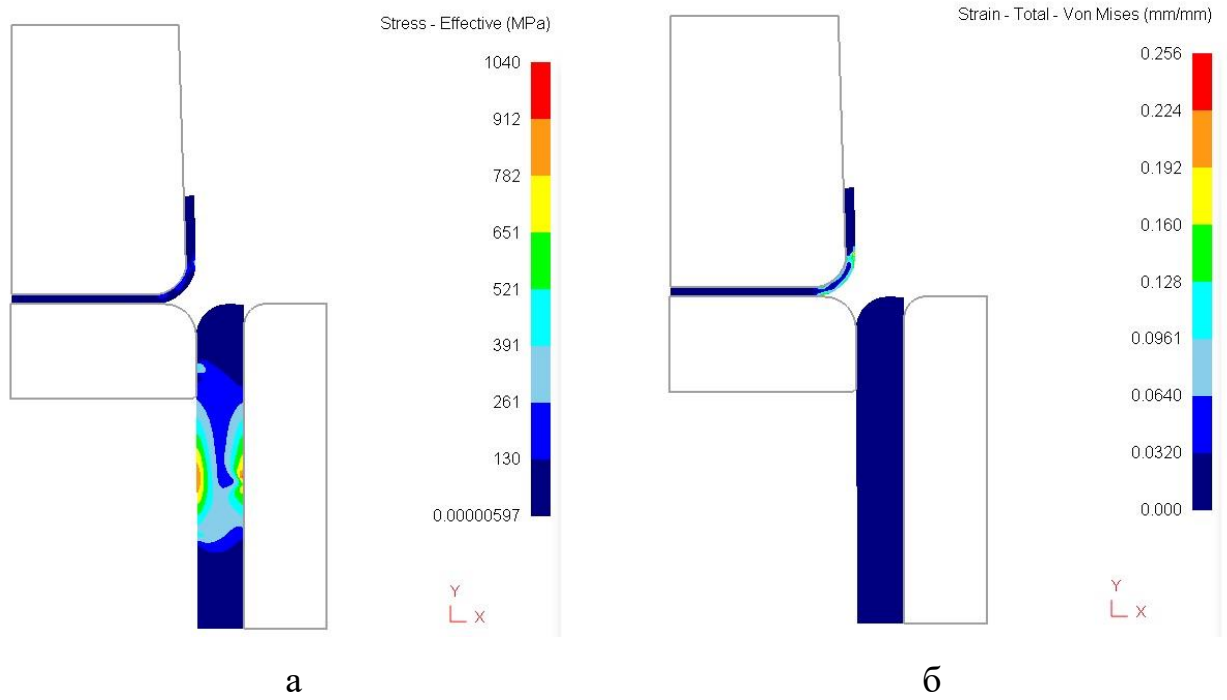 Stress - Effective (MPa)
1040
912
782
651
521
391
261
130
0.00000597
Y
X
а
Strain - Total - Von Mises (mm/mm)
0.256
0.224
0.192
0.160
0.128
0.0961
0.0640
0.0320
0.000
Y
X
б